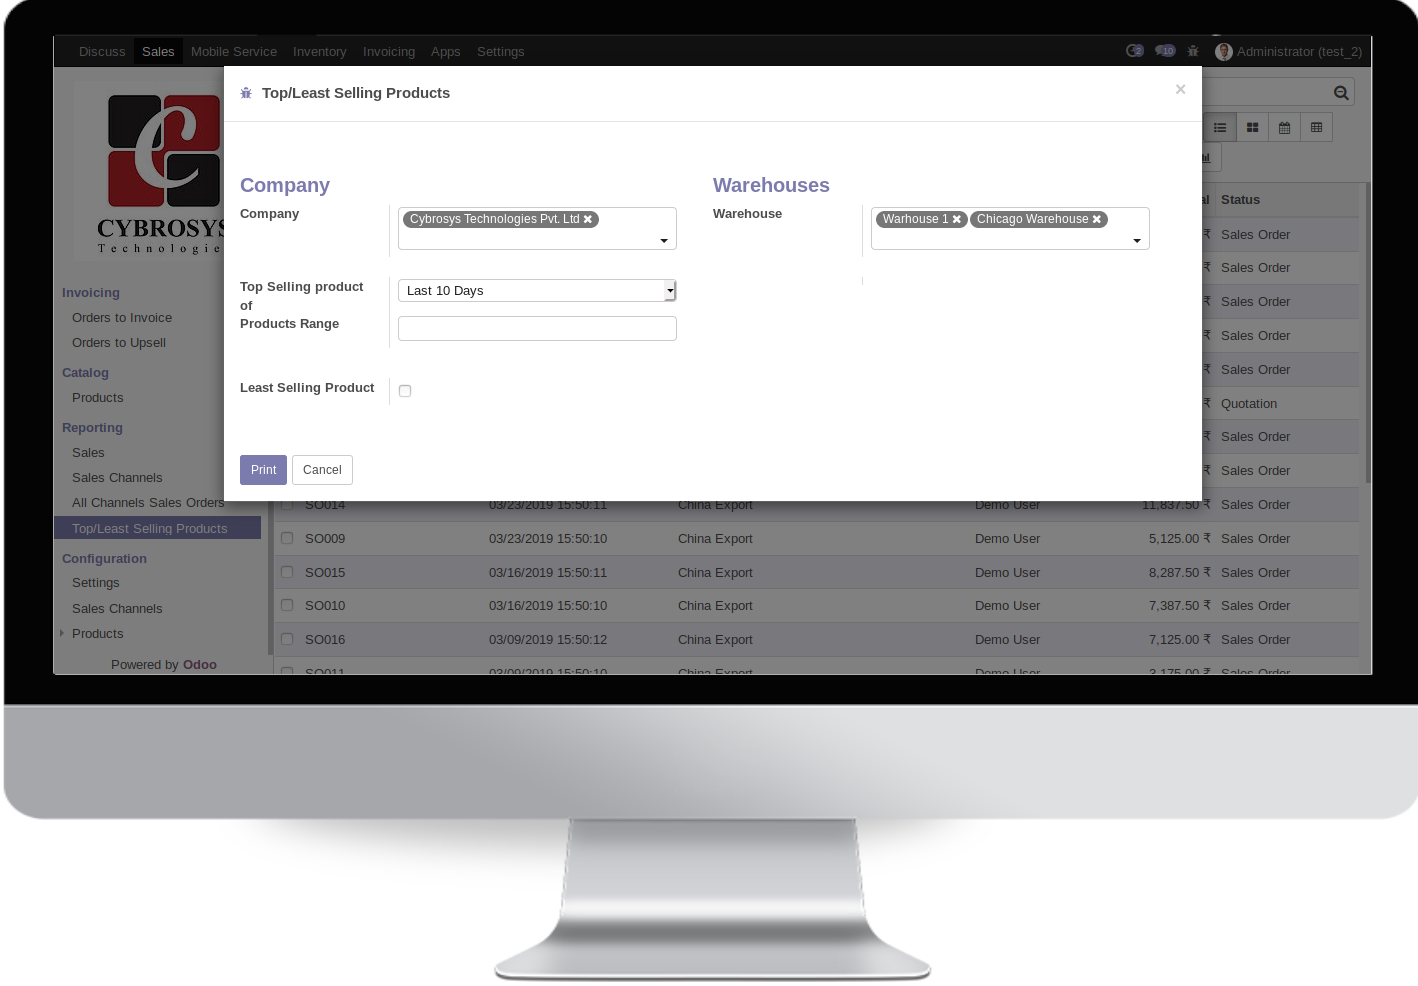 Discuss Sales Mobile Service Inventory Invoicing Apps Settings 2 10 Administrator (test_2)
Top/Least Selling Products ×
CYBROSYS
Technologies
Company Warehouses
Company Cybrosys Technologies Pvt. Ltd ✖ Warehouse Warhouse 1 ✖ Chicago Warehouse ✖
Top Selling product of Last 10 Days
Products Range
Least Selling Product
Print Cancel
Invoicing
Orders to Invoice
Orders to Upsell
Catalog
Products
Reporting
Sales
Sales Channels
All Channels Sales Orders
Top/Least Selling Products
Configuration
Settings
Sales Channels
Products
Powered by Odoo
al Status
₹ Sales Order
₹ Sales Order
₹ Sales Order
₹ Sales Order
₹ Sales Order
₹ Quotation
₹ Sales Order
₹ Sales Order
SO014 03/23/2019 15:50:11 China Export Demo User 11,837.50 ₹ Sales Order
SO009 03/23/2019 15:50:10 China Export Demo User 5,125.00 ₹ Sales Order
SO015 03/16/2019 15:50:11 China Export Demo User 8,287.50 ₹ Sales Order
SO010 03/16/2019 15:50:10 China Export Demo User 7,387.50 ₹ Sales Order
SO016 03/09/2019 15:50:12 China Export Demo User 7,125.00 ₹ Sales Order
SO011 03/09/2019 15:50:10 China Export Demo User 3,175.00 ₹ Sales Order